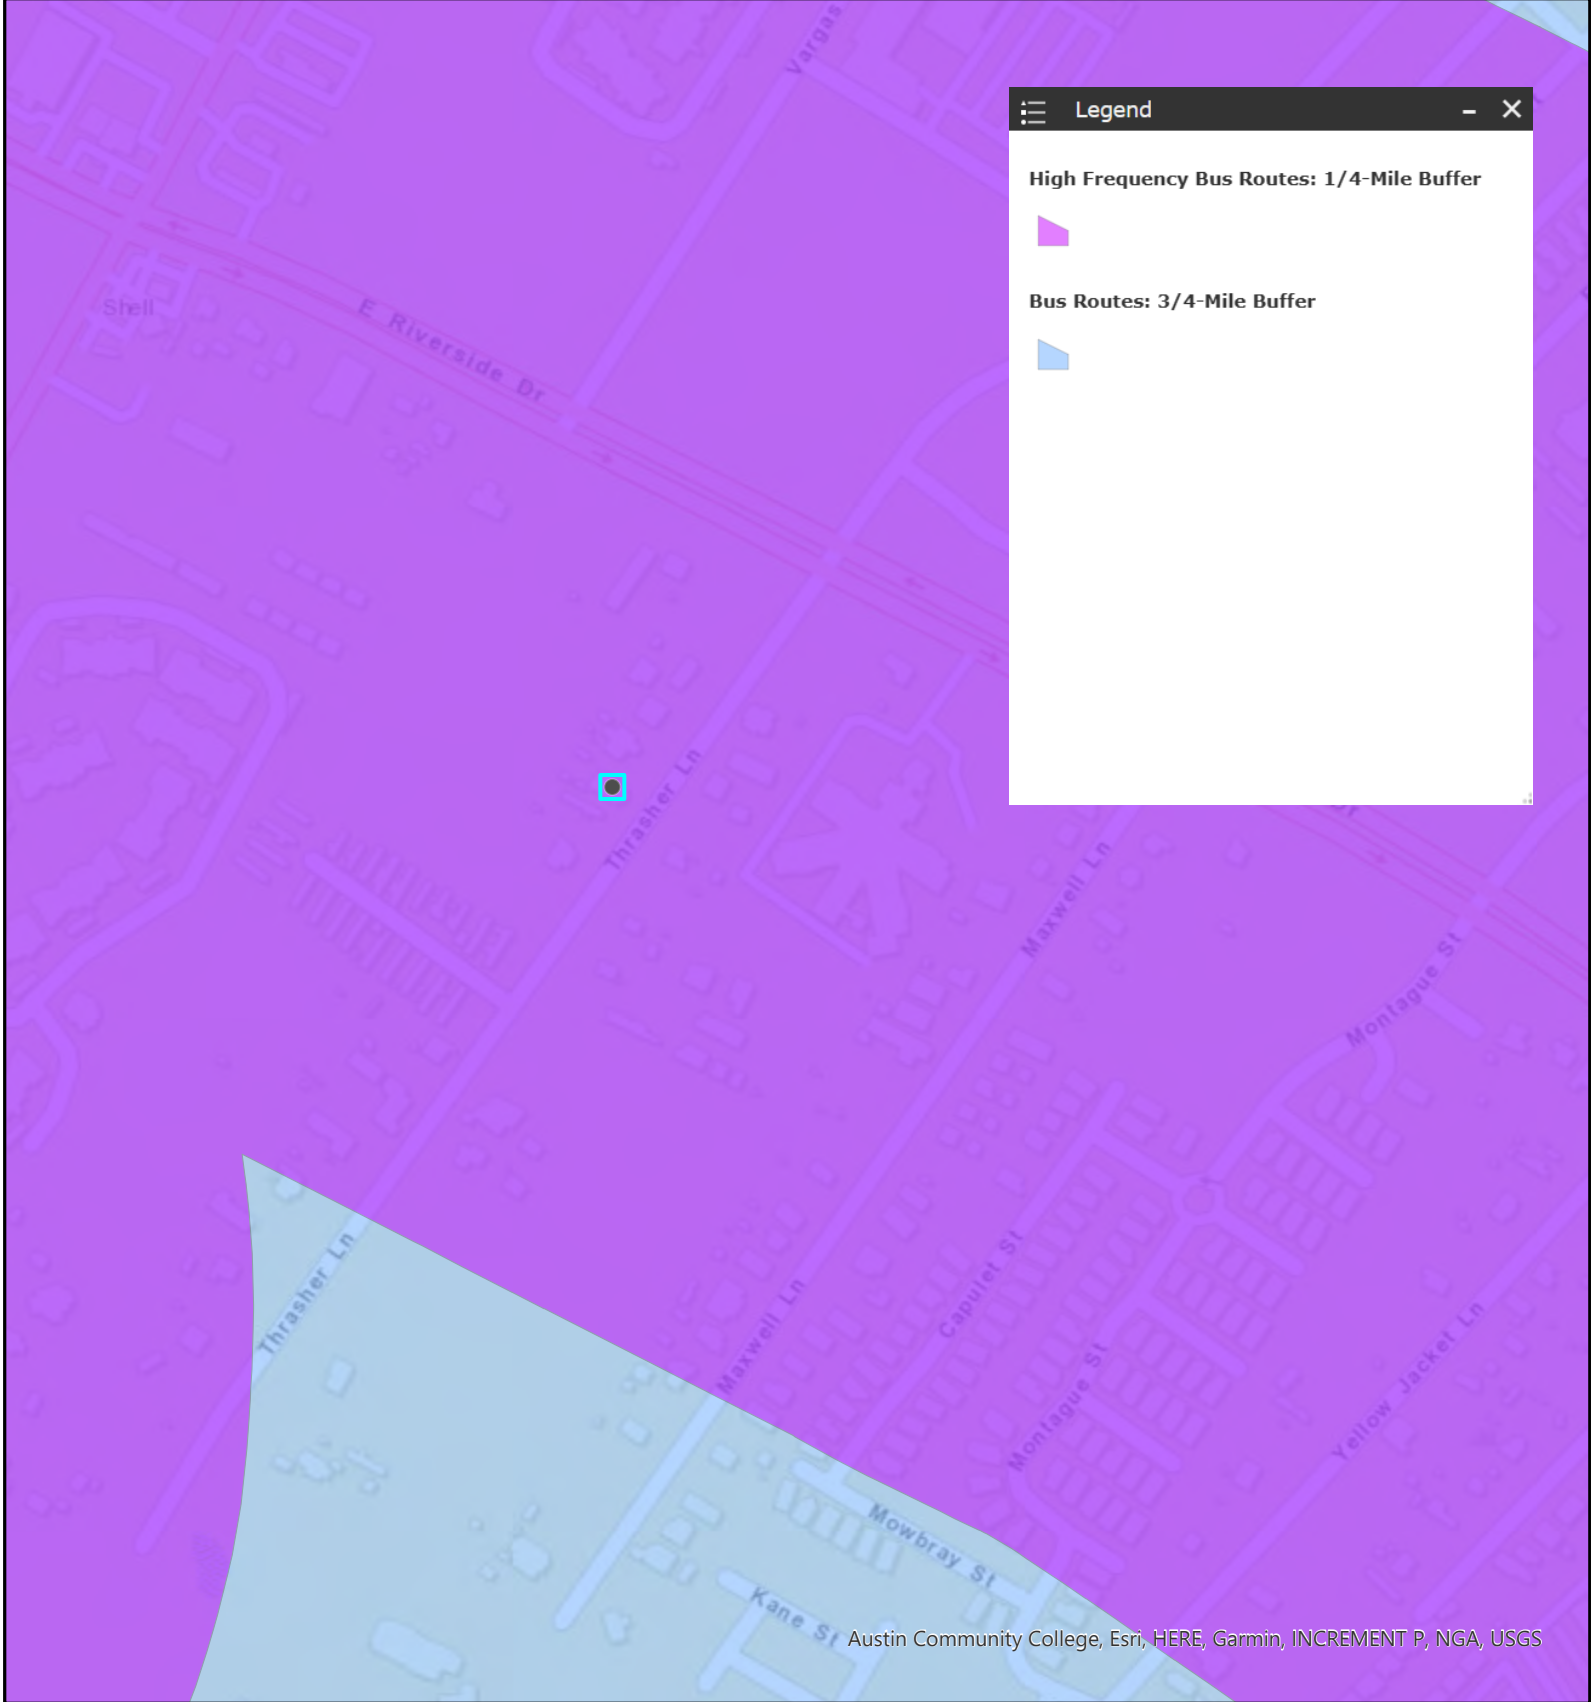 Vargas
Legend
High Frequency Bus Routes: 1/4-Mile Buffer
Bus Routes: 3/4-Mile Buffer
Shell
E Riverside Dr
Thrasher Ln
Dr
Maxwell Ln
Montague St
Thrasher Ln
Maxwell Ln
Capulet St
Montague St
Yellow Jacket Ln
Mowbray St
Kane St
Austin Community College, Esri, HERE, Garmin, INCREMENT P, NGA, USGS